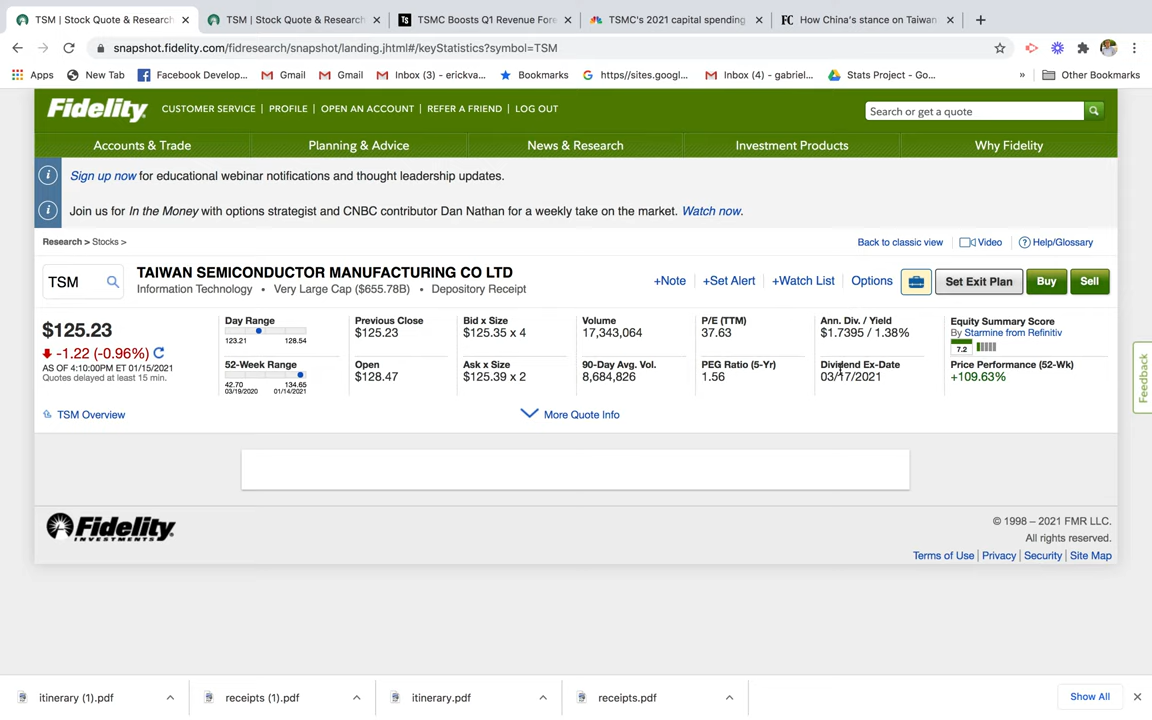 TSM | Stock Quote & Research
TSM | Stock Quote & Research
TSMC Boosts Q1 Revenue Fore
TSMC's 2021 capital spending
How China's stance on Taiwan
snapshot.fidelity.com/fidresearch/snapshot/landing.jhtml#/keyStatistics?symbol=TSM
Apps
New Tab
Facebook Develop...
Gmail
Gmail
Inbox (3) - erickva...
Bookmarks
https//sites.googl...
Inbox (4) - gabriel...
Stats Project - Go...
»
Other Bookmarks
Fidelity
CUSTOMER SERVICE | PROFILE | OPEN AN ACCOUNT | REFER A FRIEND | LOG OUT
Search or get a quote
Accounts & Trade
Planning & Advice
News & Research
Investment Products
Why Fidelity
Sign up now for educational webinar notifications and thought leadership updates.
Join us for In the Money with options strategist and CNBC contributor Dan Nathan for a weekly take on the market. Watch now.
Research > Stocks >
Back to classic view
Video
Help/Glossary
TSM
TAIWAN SEMICONDUCTOR MANUFACTURING CO LTD
Information Technology • Very Large Cap ($655.78B) • Depository Receipt
+Note
+Set Alert
+Watch List
Options
Set Exit Plan
Buy
Sell
$125.23
-1.22 (-0.96%)
AS OF 4:10:00PM ET 01/15/2021
Quotes delayed at least 15 min.
Day Range
123.21 128.54
52-Week Range
42.70 134.65
03/19/2020 01/14/2021
Previous Close
$125.23
Open
$128.47
Bid x Size
$125.35 x 4
Ask x Size
$125.39 x 2
Volume
17,343,064
90-Day Avg. Vol.
8,684,826
P/E (TTM)
37.63
PEG Ratio (5-Yr)
1.56
Ann. Div. / Yield
$1.7395 / 1.38%
Dividend Ex-Date
03/17/2021
Equity Summary Score
By Starmine from Refinitiv
7.2
Price Performance (52-Wk)
+109.63%
TSM Overview
More Quote Info
Feedback
Fidelity
INVESTMENTS
© 1998 – 2021 FMR LLC.
All rights reserved.
Terms of Use | Privacy | Security | Site Map
itinerary (1).pdf
receipts (1).pdf
itinerary.pdf
receipts.pdf
Show All